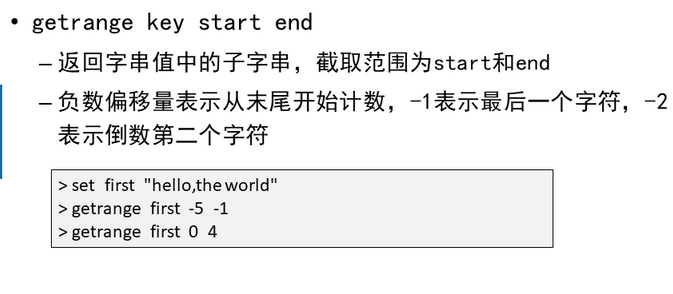 • getrange key start end
– 返回字串值中的子字串，截取范围为start和end
– 负数偏移量表示从末尾开始计数，-1表示最后一个字符，-2
表示倒数第二个字符
> set first "hello,the world"
> getrange first -5 -1
> getrange first 0 4